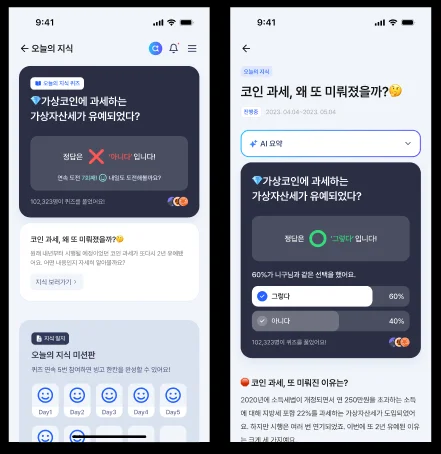 9:41
오늘의 지식
오늘의 지식 퀴즈
💎가상코인에 과세하는
가상자산세가 유예되었다?
정답은 ❌ '아니다' 입니다!
연속 도전 7회째! 내일도 도전해볼까요?
102,323명이 퀴즈를 풀었어요!
코인 과세, 왜 또 미뤄졌을까?🤔
원래 내년부터 시행될 예정이었던 코인 과세가 또다시 2년 유예됐
어요. 어떤 내용인지 자세히 알아볼까요?
지식 보러가기 >
지식 일지
오늘의 지식 미션판
퀴즈 연속 5번 참여하면 빙고 한칸을 완성할 수 있어요!
Day1 Day2 Day3 Day4 Day5
9:41
오늘의 지식
코인 과세, 왜 또 미뤄졌을까?🤔
진행중 2023. 04.04~2023. 05.04
AI 요약
💎가상코인에 과세하는
가상자산세가 유예되었다?
정답은 ⭕ '그렇다' 입니다!
60%가 니구님과 같은 선택을 했어요.
그렇다 60%
아니다 40%
102,323명이 퀴즈를 풀었어요!
코인 과세, 또 미뤄진 이유는?
2020년에 소득세법이 개정되면서 연 250만원을 초과하는 소득
에 대해 지방세 포함 22%를 과세하는 가상자산세가 도입되었어
요. 하지만 시행은 여러 번 연기되었죠. 이번에 또 2년 유예된 이유
는 크게 세 가지예요.